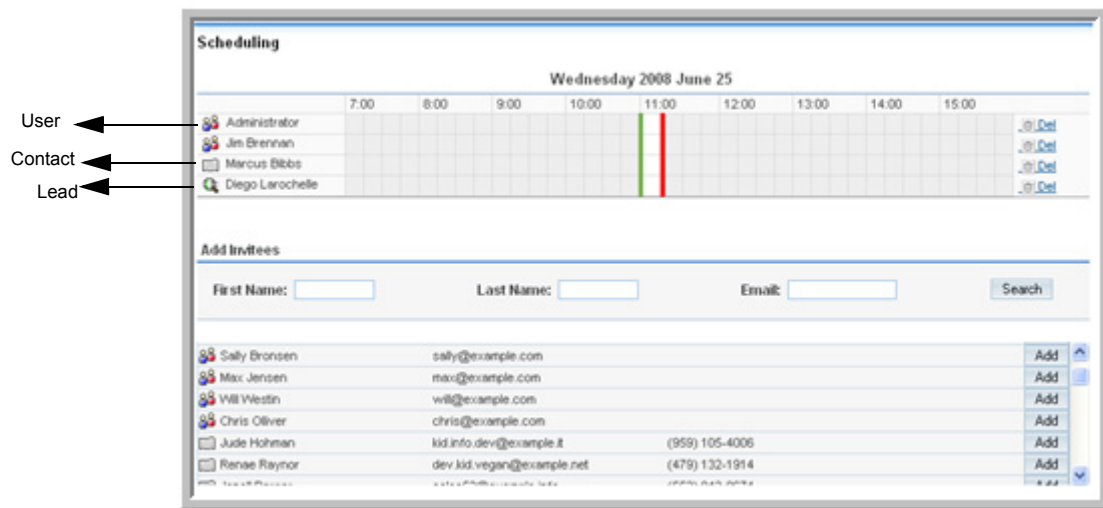 Scheduling
Wednesday 2008 June 25
7:00 8:00 9:00 10:00 11:00 12:00 13:00 14:00 15:00
User Administrator Del
Jim Brennan Del
Contact Marcus Bibbs Del
Lead Diego Larochelle Del
Add Invitees
First Name: Last Name: Email: Search
Sally Bronsen sally@example.com Add
Max Jensen max@example.com Add
Will Westin will@example.com Add
Chris Olliver chris@example.com Add
Jude Hohman kid.info.dev@example.it (959) 105-4006 Add
Renae Raynor dev.kid.vegan@example.net (479) 132-1914 Add